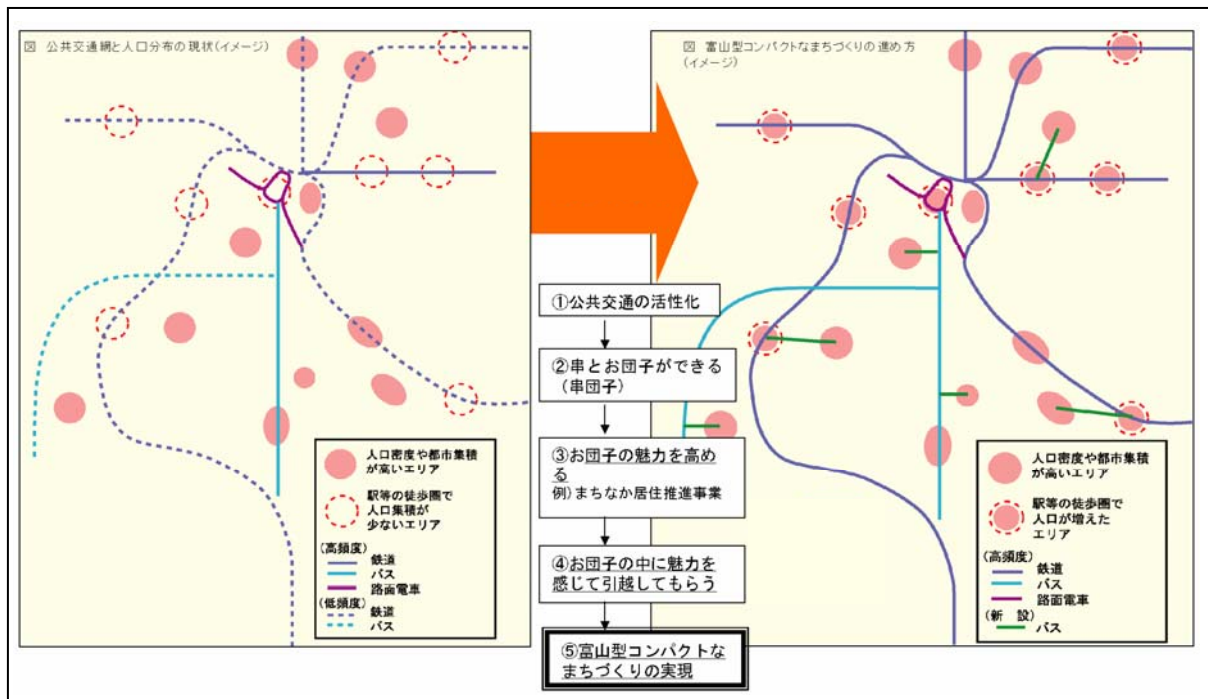 図 公共交通網と人口分布の現状(イメージ)
人口密度や都市集積
が高いエリア
駅等の徒歩圏で
人口集積が
少ないエリア
(高頻度)
鉄道
バス
路面電車
(低頻度)
鉄道
バス
①公共交通の活性化
②串とお団子ができる
(串団子)
③お団子の魅力を高め
る
例)まちなか居住推進事業
④お団子の中に魅力を
感じて引越してもらう
⑤富山型コンパクトな
まちづくりの実現
図 富山型コンパクトなまちづくりの進め方
(イメージ)
人口密度や都市集積
が高いエリア
駅等の徒歩圏で
人口が増えた
エリア
(高頻度)
鉄道
バス
路面電車
(新 設)
バス